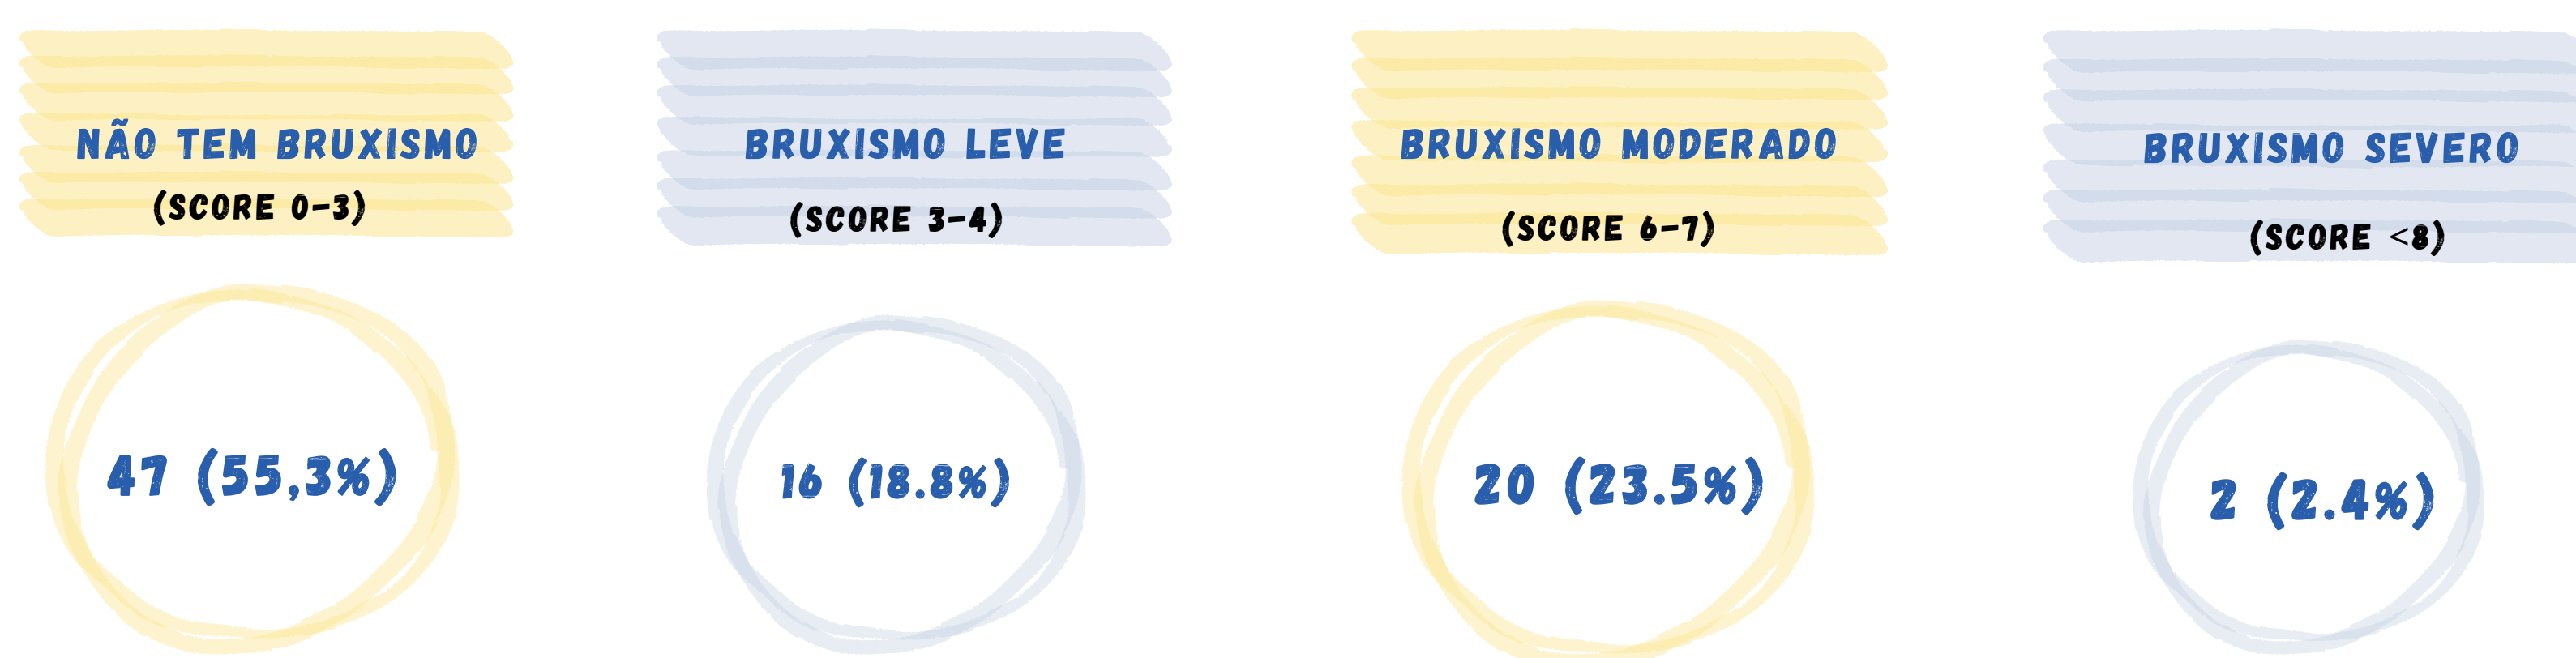 NÃO TEM BRUXISMO
(SCORE 0-3)
47 (55,3%)
BRUXISMO LEVE
(SCORE 3-4)
16 (18.8%)
BRUXISMO MODERADO
(SCORE 6-7)
20 (23.5%)
BRUXISMO SEVERO
(SCORE <8)
2 (2.4%)